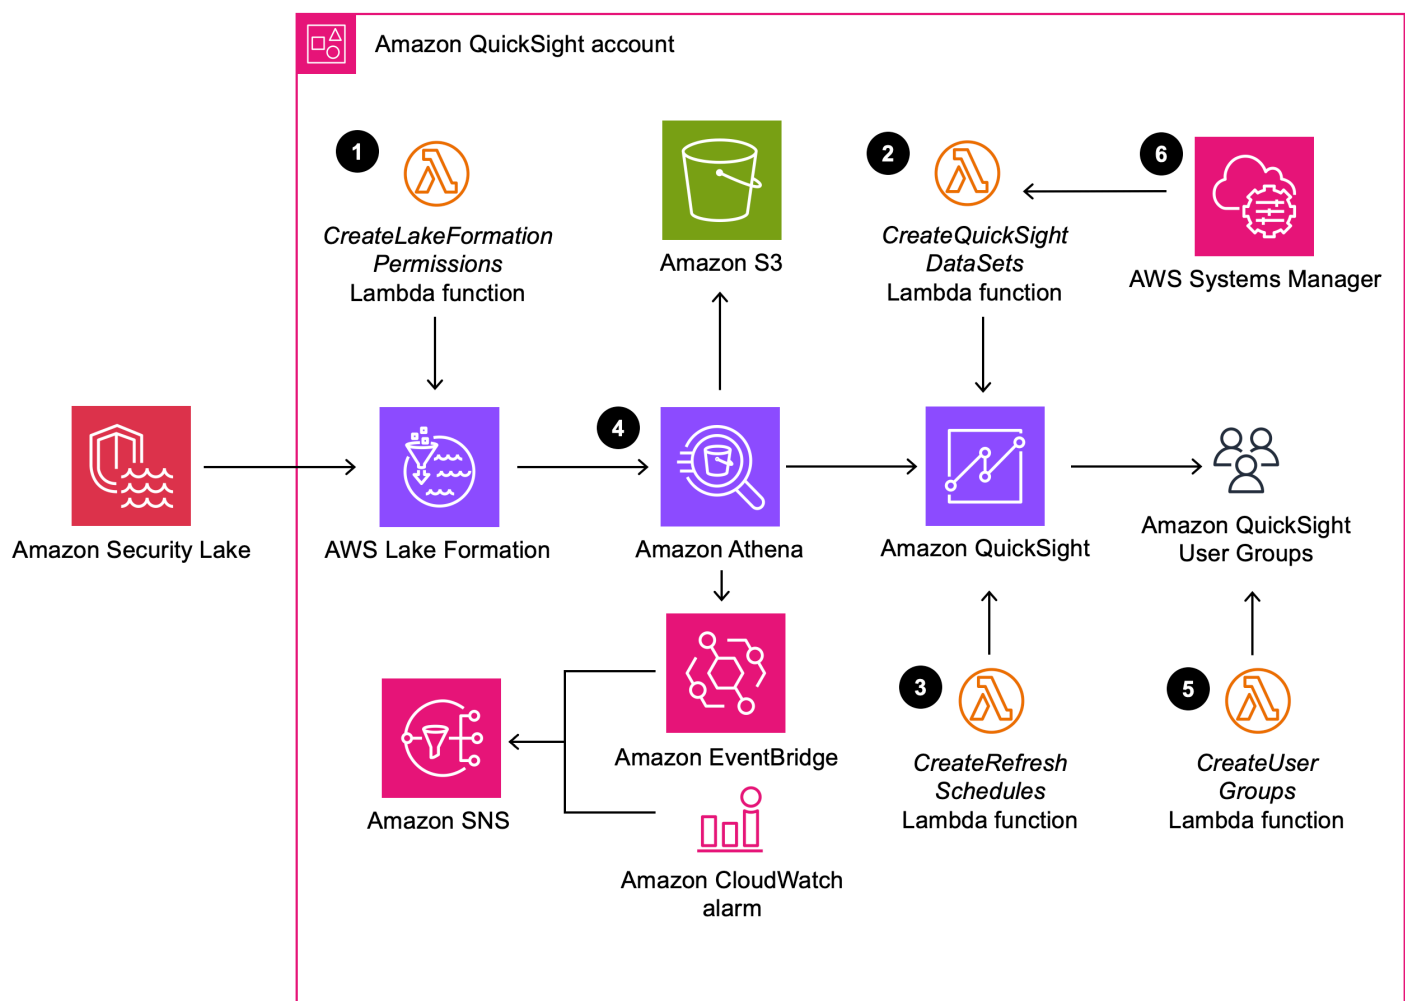 Amazon QuickSight account
1
CreateLakeFormation
Permissions
Lambda function
Amazon S3
2
CreateQuickSight
DataSets
Lambda function
6
AWS Systems Manager
Amazon Security Lake
AWS Lake Formation
4
Amazon Athena
Amazon QuickSight
Amazon QuickSight
User Groups
Amazon SNS
Amazon EventBridge
Amazon CloudWatch
alarm
3
CreateRefresh
Schedules
Lambda function
5
CreateUser
Groups
Lambda function